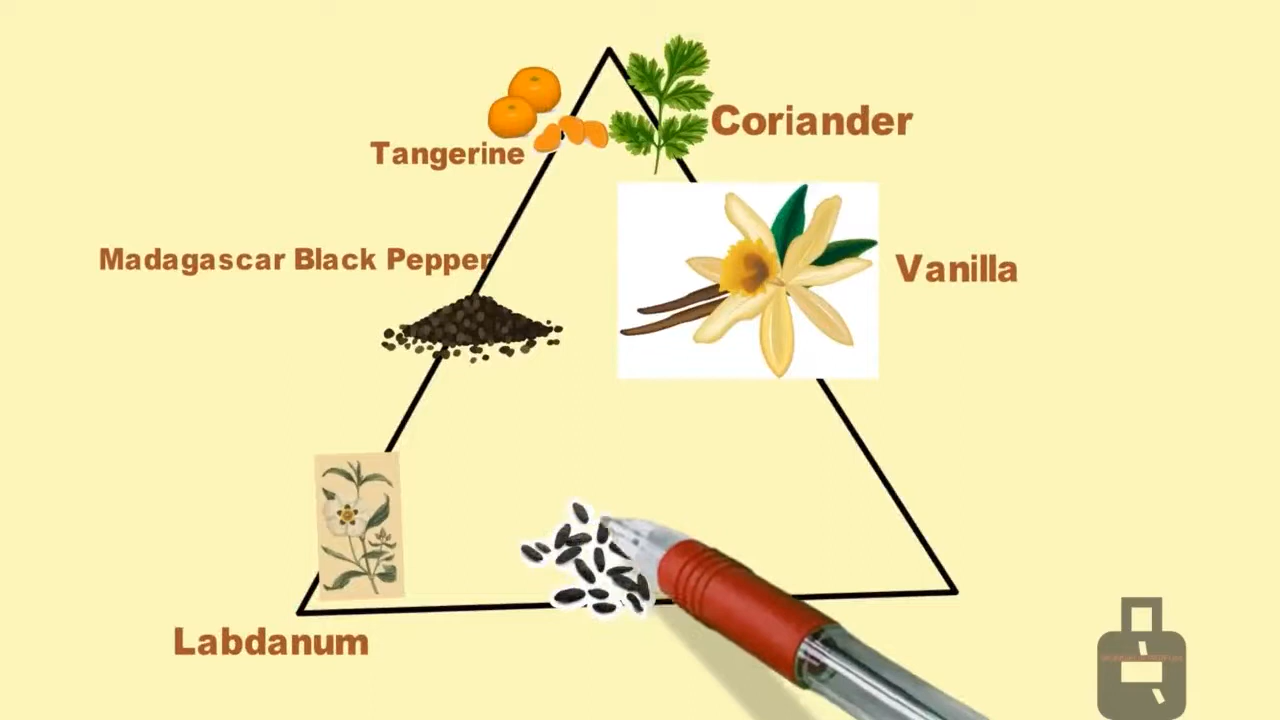 Coriander
Tangerine
Madagascar Black Pepper
Vanilla
Labdanum